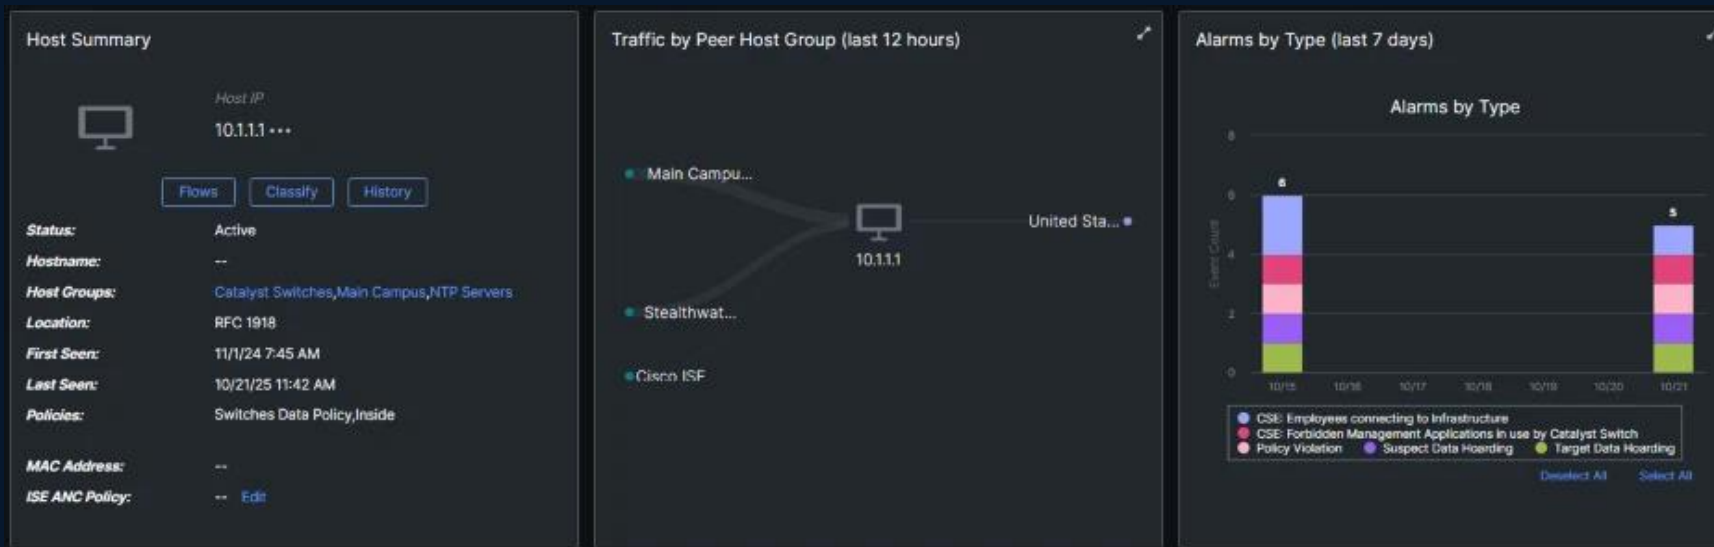 Host Summary
Host IP
10.1.1.1 •••
Flows Classify History
Status: Active
Hostname: --
Host Groups: Catalyst Switches,Main Campus,NTP Servers
Location: RFC 1918
First Seen: 11/1/24 7:45 AM
Last Seen: 10/21/25 11:42 AM
Policies: Switches Data Policy,Inside
MAC Address: --
ISE ANC Policy: -- Edit
Traffic by Peer Host Group (last 12 hours)
Main Campu...
United Sta...
10.1.1.1
Stealthwat...
Cisco ISE
Alarms by Type (last 7 days)
Alarms by Type
Event Count
8
6
4
2
0
6
5
10/15 10/16 10/17 10/18 10/19 10/20 10/21
CSE: Employees connecting to Infrastructure
CSE: Forbidden Management Applications in use by Catalyst Switch
Policy Violation Suspect Data Hoarding Target Data Hoarding
Deselect All Select All